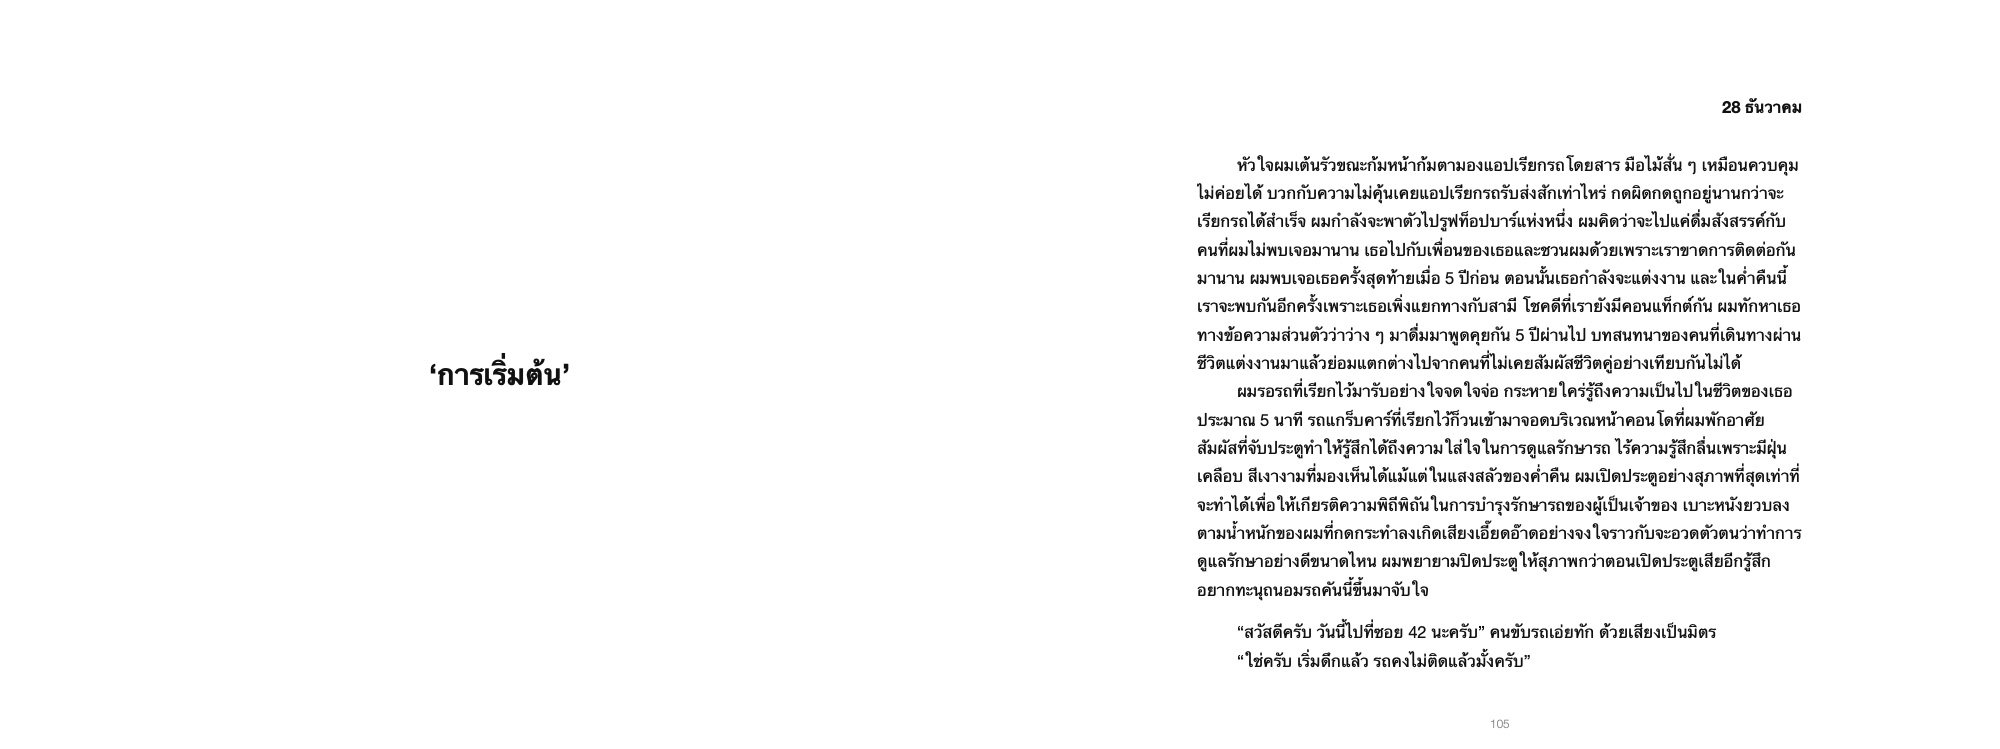 ‘การเริ่มต้น’
28 ธันวาคม
หัวใจผมเต้นรัวขณะก้มหน้าก้มตามองแอปเรียกรถโดยสาร มือไม้สั่น ๆ เหมือนควบคุม
ไม่ค่อยได้ บวกกับความไม่คุ้นเคยแอปเรียกรถรับส่งสักเท่าไหร่ กดผิดกดถูกอยู่นานกว่าจะ
เรียกรถได้สำเร็จ ผมกำลังจะพาตัวไปรูฟท็อปบาร์แห่งหนึ่ง ผมคิดว่าจะไปแค่ดื่มสังสรรค์กับ
คนที่ผมไม่พบเจอมานาน เธอไปกับเพื่อนของเธอและชวนผมด้วยเพราะเราขาดการติดต่อกัน
มานาน ผมพบเจอเธอครั้งสุดท้ายเมื่อ 5 ปีก่อน ตอนนั้นเธอกำลังจะแต่งงาน และในค่ำคืนนี้
เราจะพบกันอีกครั้งเพราะเธอเพิ่งแยกทางกับสามี โชคดีที่เรายังมีคอนแท็กต์กัน ผมทักหาเธอ
ทางข้อความส่วนตัวว่าว่าง ๆ มาดื่มมาพูดคุยกัน 5 ปีผ่านไป บทสนทนาของคนที่เดินทางผ่าน
ชีวิตแต่งงานมาแล้วย่อมแตกต่างไปจากคนที่ไม่เคยสัมผัสชีวิตคู่อย่างเทียบกันไม่ได้
ผมรอรถที่เรียกไว้มารับอย่างใจจดใจจ่อ กระหายใคร่รู้ถึงความเป็นไปในชีวิตของเธอ
ประมาณ 5 นาที รถแกร็บคาร์ที่เรียกไว้ก็วนเข้ามาจอดบริเวณหน้าคอนโดที่ผมพักอาศัย
สัมผัสที่จับประตูทำให้รู้สึกได้ถึงความใส่ใจในการดูแลรักษารถ ไร้ความรู้สึกลื่นเพราะมีฝุ่น
เคลือบ สีเงางามที่มองเห็นได้แม้แต่ในแสงสลัวของค่ำคืน ผมเปิดประตูอย่างสุภาพที่สุดเท่าที่
จะทำได้เพื่อให้เกียรติความพิถีพิถันในการบำรุงรักษารถของผู้เป็นเจ้าของ เบาะหนังยวบลง
ตามน้ำหนักของผมที่กดกระทำลงเกิดเสียงเอี๊ยดอ๊าดอย่างจงใจราวกับจะอวดตัวตนว่าทำการ
ดูแลรักษาอย่างดีขนาดไหน ผมพยายามปิดประตูให้สุภาพกว่าตอนเปิดประตูเสียอีกรู้สึก
อยากทะนุถนอมรถคันนี้ขึ้นมาจับใจ
“สวัสดีครับ วันนี้ไปที่ซอย 42 นะครับ” คนขับรถเอ่ยทัก ด้วยเสียงเป็นมิตร
“ใช่ครับ เริ่มดึกแล้ว รถคงไม่ติดแล้วมั้งครับ”
105